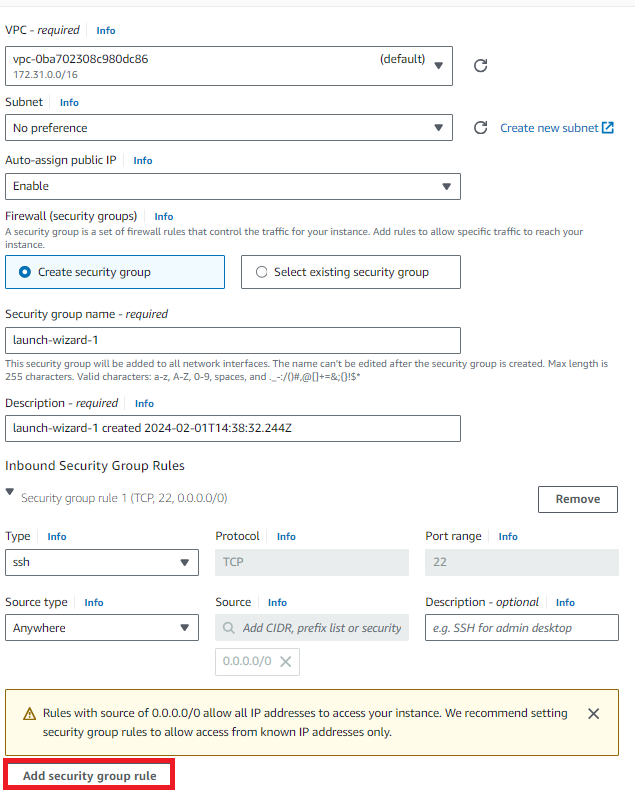 VPC - required Info
vpc-0ba702308c980dc86 (default)
172.31.0.0/16
Subnet Info
No preference Create new subnet
Auto-assign public IP Info
Enable
Firewall (security groups) Info
A security group is a set of firewall rules that control the traffic for your instance. Add rules to allow specific traffic to reach your
instance.
Create security group Select existing security group
Security group name - required
launch-wizard-1
This security group will be added to all network interfaces. The name can't be edited after the security group is created. Max length is
255 characters. Valid characters: a-z, A-Z, 0-9, spaces, and ._-:/()#,@[]+=&;{}!$*
Description - required Info
launch-wizard-1 created 2024-02-01T14:38:32.244Z
Inbound Security Group Rules
Security group rule 1 (TCP, 22, 0.0.0.0/0) Remove
Type Info Protocol Info Port range Info
ssh TCP 22
Source type Info Source Info Description - optional Info
Anywhere Add CIDR, prefix list or security e.g. SSH for admin desktop
0.0.0.0/0
Rules with source of 0.0.0.0/0 allow all IP addresses to access your instance. We recommend setting
security group rules to allow access from known IP addresses only.
Add security group rule